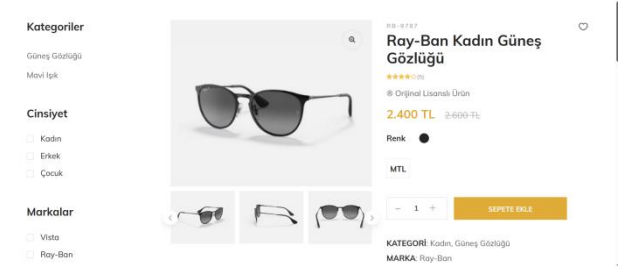 Kategoriler
Güneş Gözlüğü
Mavi Işık
Cinsiyet
Kadın
Erkek
Çocuk
Markalar
Vista
Ray-Ban
RB-9787
Ray-Ban Kadın Güneş
Gözlüğü
® Orijinal Lisanslı Ürün
2.400 TL 2.600 TL
Renk
MTL
- 1 +
SEPETE EKLE
KATEGORİ: Kadın, Güneş Gözlüğü
MARKA: Ray-Ban